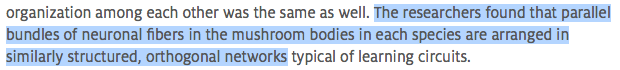 organization among each other was the same as well. The researchers found that parallel
bundles of neuronal fibers in the mushroom bodies in each species are arranged in
similarly structured, orthogonal networks typical of learning circuits.